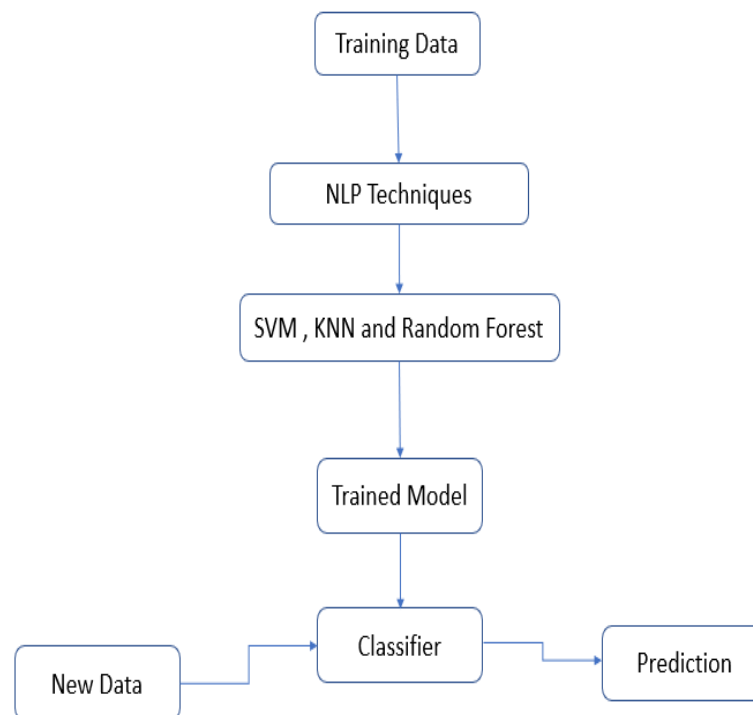 Training Data
NLP Techniques
SVM , KNN and Random Forest
Trained Model
Classifier
New Data
Prediction